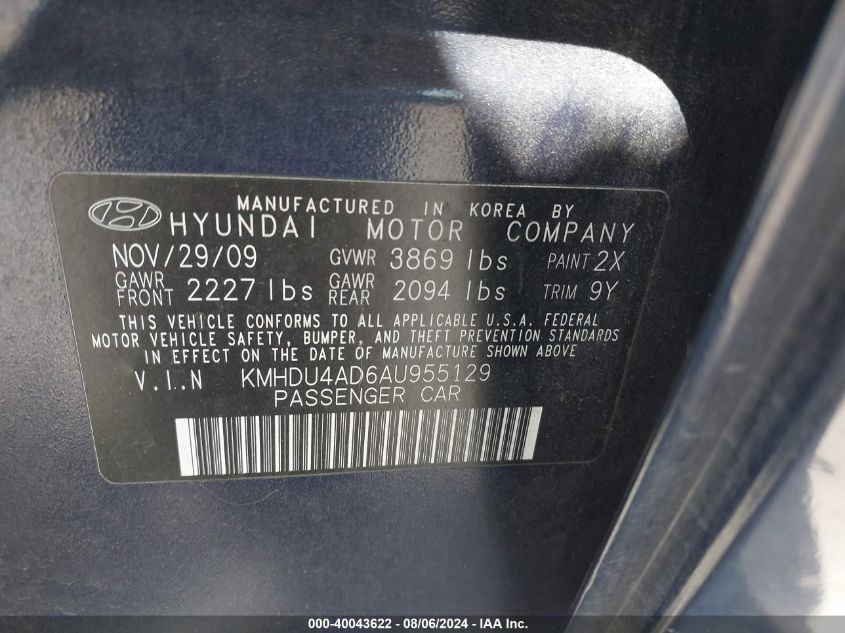 MANUFACTURED IN KOREA BY
HYUNDAI MOTOR COMPANY
NOV/29/09 GVWR 3869 lbs PAINT 2X
GAWR FRONT 2227 lbs GAWR REAR 2094 lbs TRIM 9Y
THIS VEHICLE CONFORMS TO ALL APPLICABLE U.S.A. FEDERAL
MOTOR VEHICLE SAFETY, BUMPER, AND THEFT PREVENTION STANDARDS
IN EFFECT ON THE DATE OF MANUFACTURE SHOWN ABOVE
V.I.N KMHDU4AD6AU955129
PASSENGER CAR
000-40043622 - 08/06/2024 - IAA Inc.